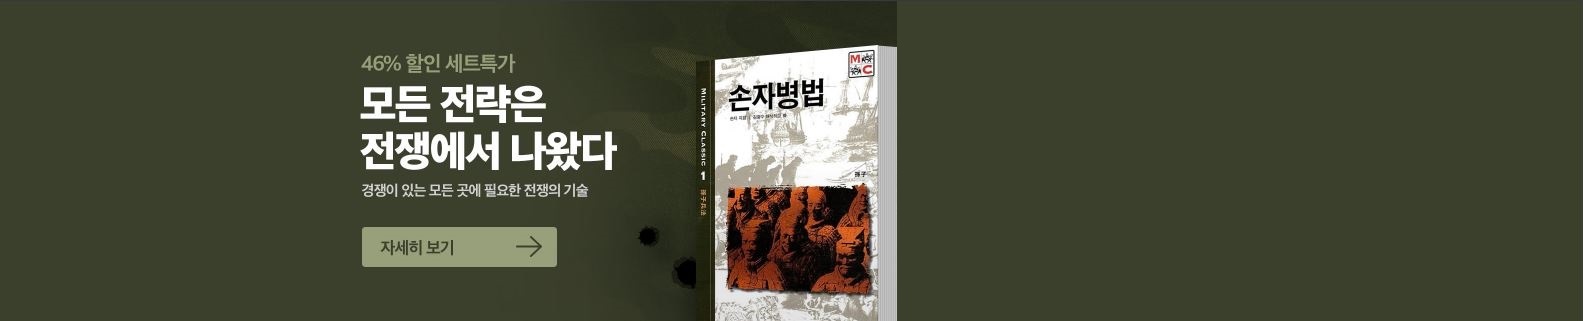 46% 할인 세트특가
모든 전략은
전쟁에서 나왔다
경쟁이 있는 모든 곳에 필요한 전쟁의 기술
자세히 보기
M
C
손자병법
孫子
MILITARY CLASSIC 1 孫子兵法